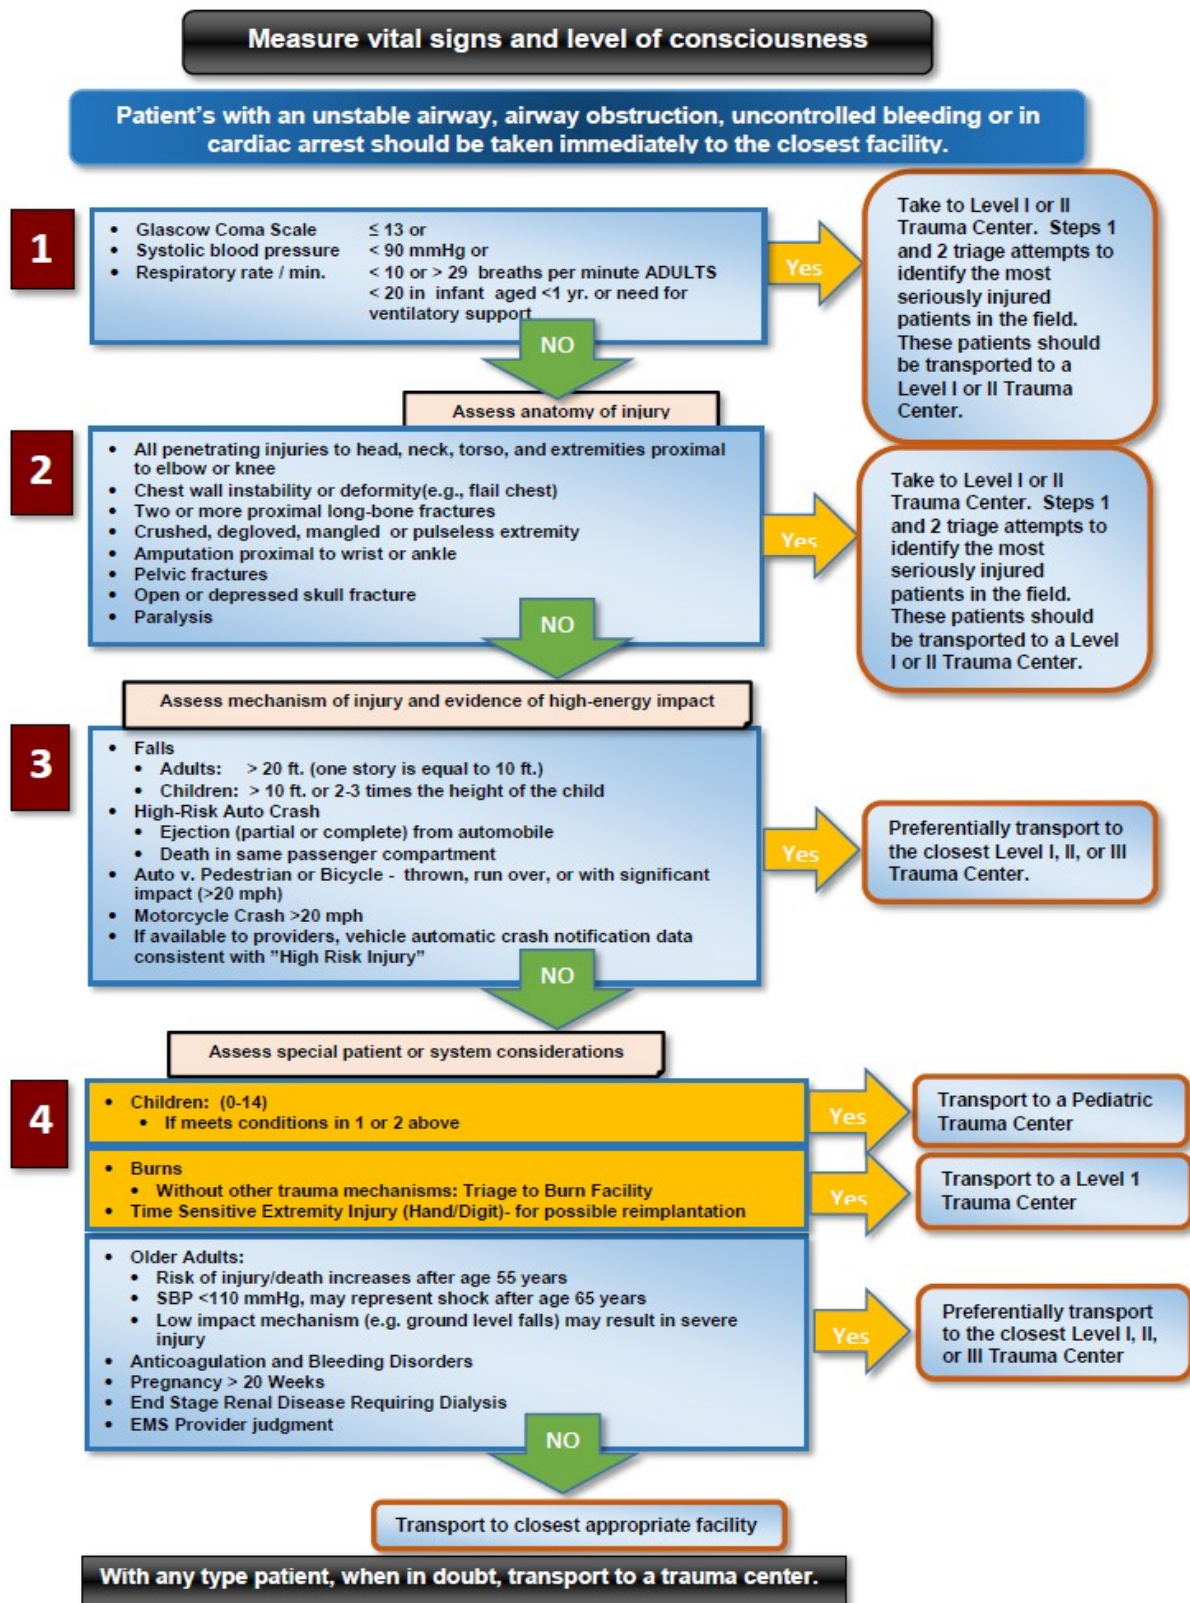 Measure vital signs and level of consciousness
Patient's with an unstable airway, airway obstruction, uncontrolled bleeding or in
cardiac arrest should be taken immediately to the closest facility.
1
• Glascow Coma Scale ≤ 13 or
• Systolic blood pressure < 90 mmHg or
• Respiratory rate / min. < 10 or > 29 breaths per minute ADULTS
< 20 in infant aged <1 yr. or need for
ventilatory support
Yes
Take to Level I or II
Trauma Center. Steps 1
and 2 triage attempts to
identify the most
seriously injured
patients in the field.
These patients should
be transported to a
Level I or II Trauma
Center.
NO
Assess anatomy of injury
2
• All penetrating injuries to head, neck, torso, and extremities proximal
to elbow or knee
• Chest wall instability or deformity(e.g., flail chest)
• Two or more proximal long-bone fractures
• Crushed, degloved, mangled or pulseless extremity
• Amputation proximal to wrist or ankle
• Pelvic fractures
• Open or depressed skull fracture
• Paralysis
Yes
Take to Level I or II
Trauma Center. Steps 1
and 2 triage attempts to
identify the most
seriously injured
patients in the field.
These patients should
be transported to a Level
I or II Trauma Center.
NO
Assess mechanism of injury and evidence of high-energy impact
3
• Falls
• Adults: > 20 ft. (one story is equal to 10 ft.)
• Children: > 10 ft. or 2-3 times the height of the child
• High-Risk Auto Crash
• Ejection (partial or complete) from automobile
• Death in same passenger compartment
• Auto v. Pedestrian or Bicycle - thrown, run over, or with significant
impact (>20 mph)
• Motorcycle Crash >20 mph
• If available to providers, vehicle automatic crash notification data
consistent with ”High Risk Injury”
Yes
Preferentially transport to
the closest Level I, II, or III
Trauma Center.
NO
Assess special patient or system considerations
4
• Children: (0-14)
• If meets conditions in 1 or 2 above
Yes
Transport to a Pediatric
Trauma Center
• Burns
• Without other trauma mechanisms: Triage to Burn Facility
• Time Sensitive Extremity Injury (Hand/Digit)- for possible reimplantation
Yes
Transport to a Level 1
Trauma Center
• Older Adults:
• Risk of injury/death increases after age 55 years
• SBP <110 mmHg, may represent shock after age 65 years
• Low impact mechanism (e.g. ground level falls) may result in severe
injury
• Anticoagulation and Bleeding Disorders
• Pregnancy > 20 Weeks
• End Stage Renal Disease Requiring Dialysis
• EMS Provider judgment
Yes
Preferentially transport
to the closest Level I, II,
or III Trauma Center
NO
Transport to closest appropriate facility
With any type patient, when in doubt, transport to a trauma center.